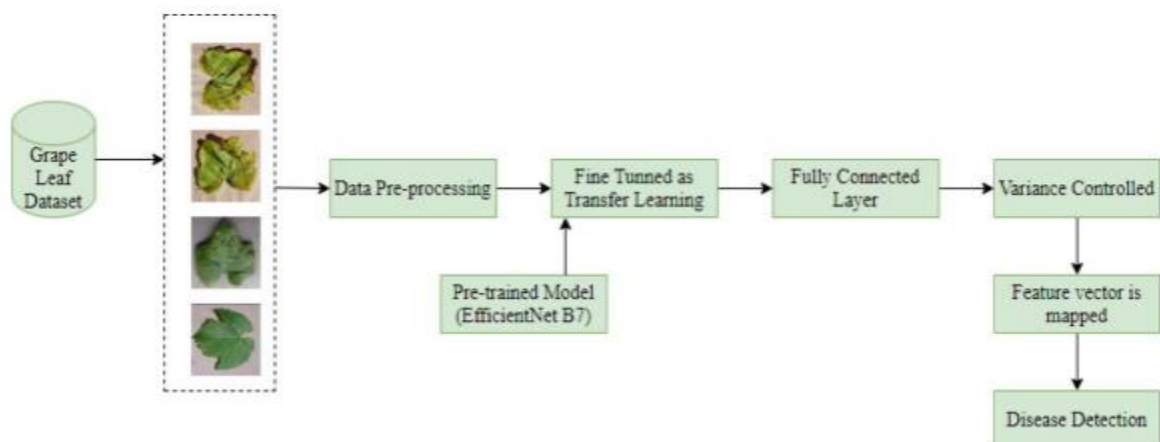 Grape
Leaf
Dataset
Data Pre-processing
Fine Tunned as
Transfer Learning
Fully Connected
Layer
Variance Controlled
Pre-trained Model
(EfficientNet B7)
Feature vector is
mapped
Disease Detection